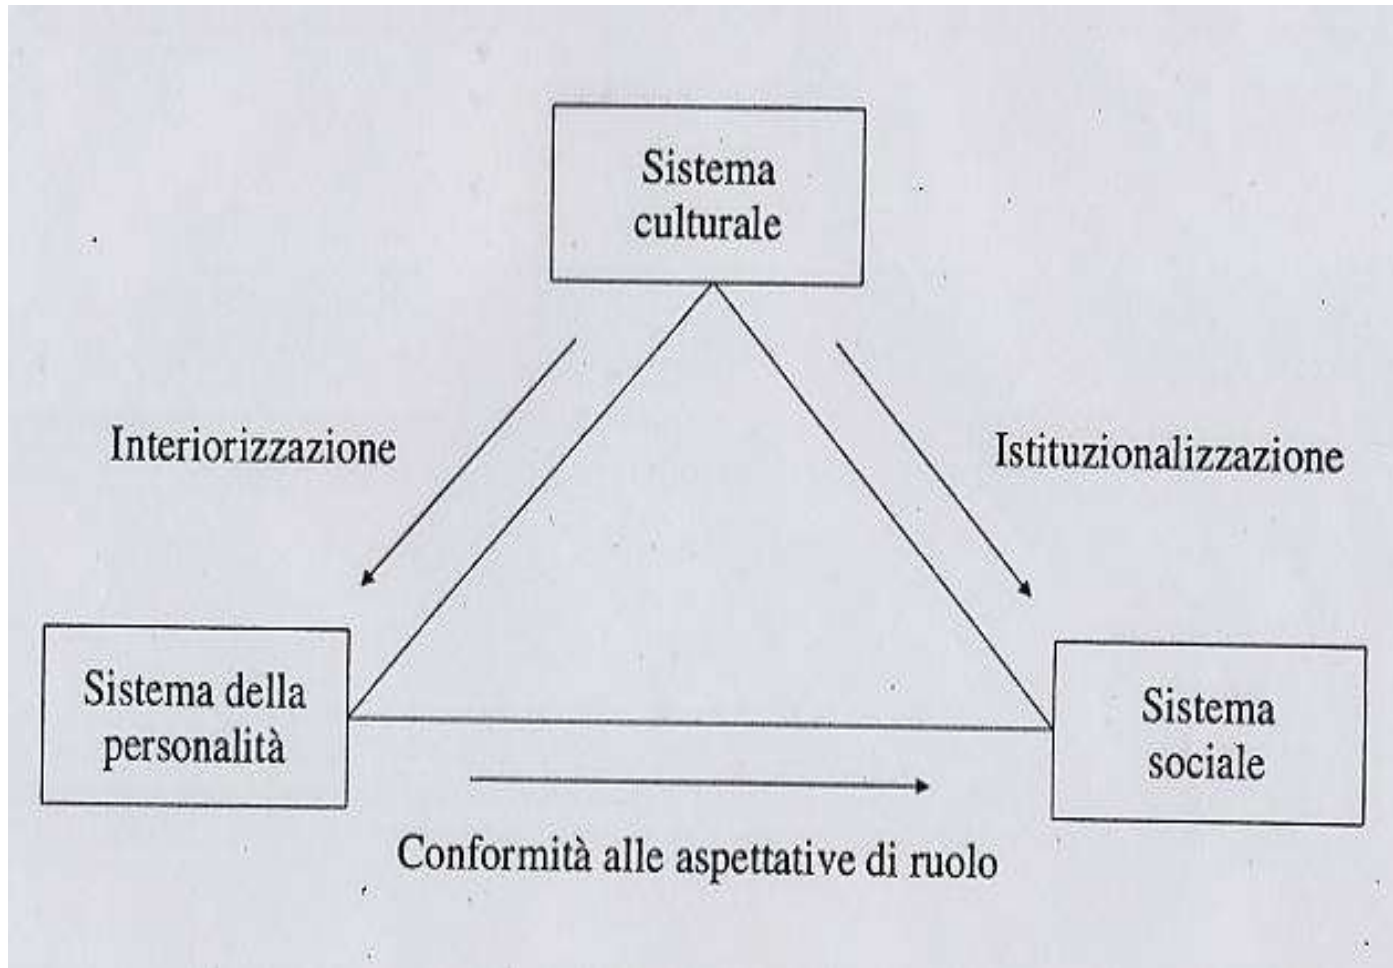 Sistema
culturale
Interiorizzazione
Istituzionalizzazione
Sistema della
personalità
Sistema
sociale
Conformità alle aspettative di ruolo